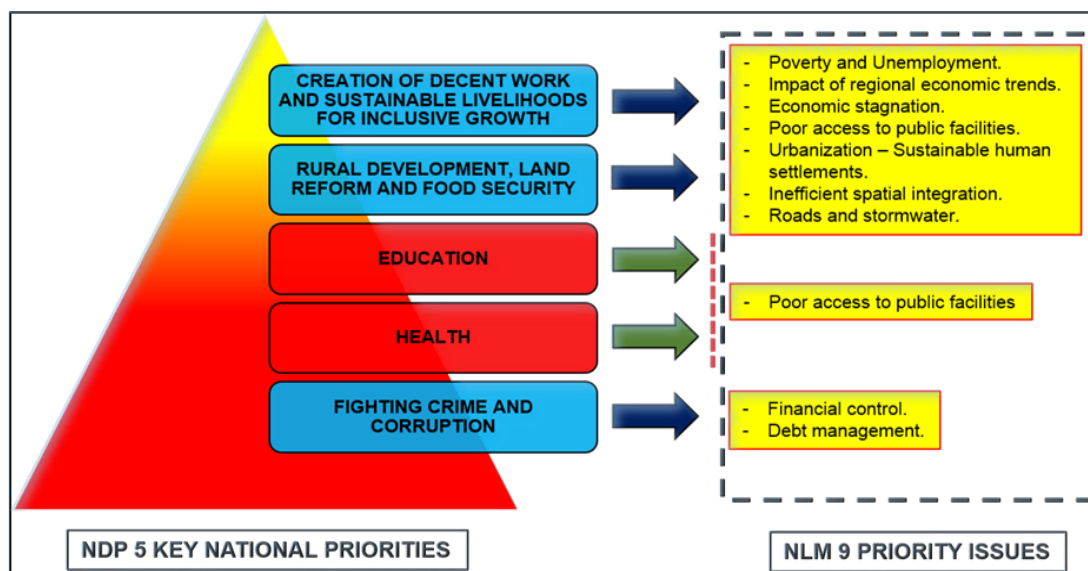 CREATION OF DECENT WORK
AND SUSTAINABLE LIVELIHOODS
FOR INCLUSIVE GROWTH
RURAL DEVELOPMENT, LAND
REFORM AND FOOD SECURITY
EDUCATION
HEALTH
FIGHTING CRIME AND
CORRUPTION
NDP 5 KEY NATIONAL PRIORITIES
- Poverty and Unemployment.
- Impact of regional economic trends.
- Economic stagnation.
- Poor access to public facilities.
- Urbanization – Sustainable human
settlements.
- Inefficient spatial integration.
- Roads and stormwater.
- Poor access to public facilities
- Financial control.
- Debt management.
NLM 9 PRIORITY ISSUES